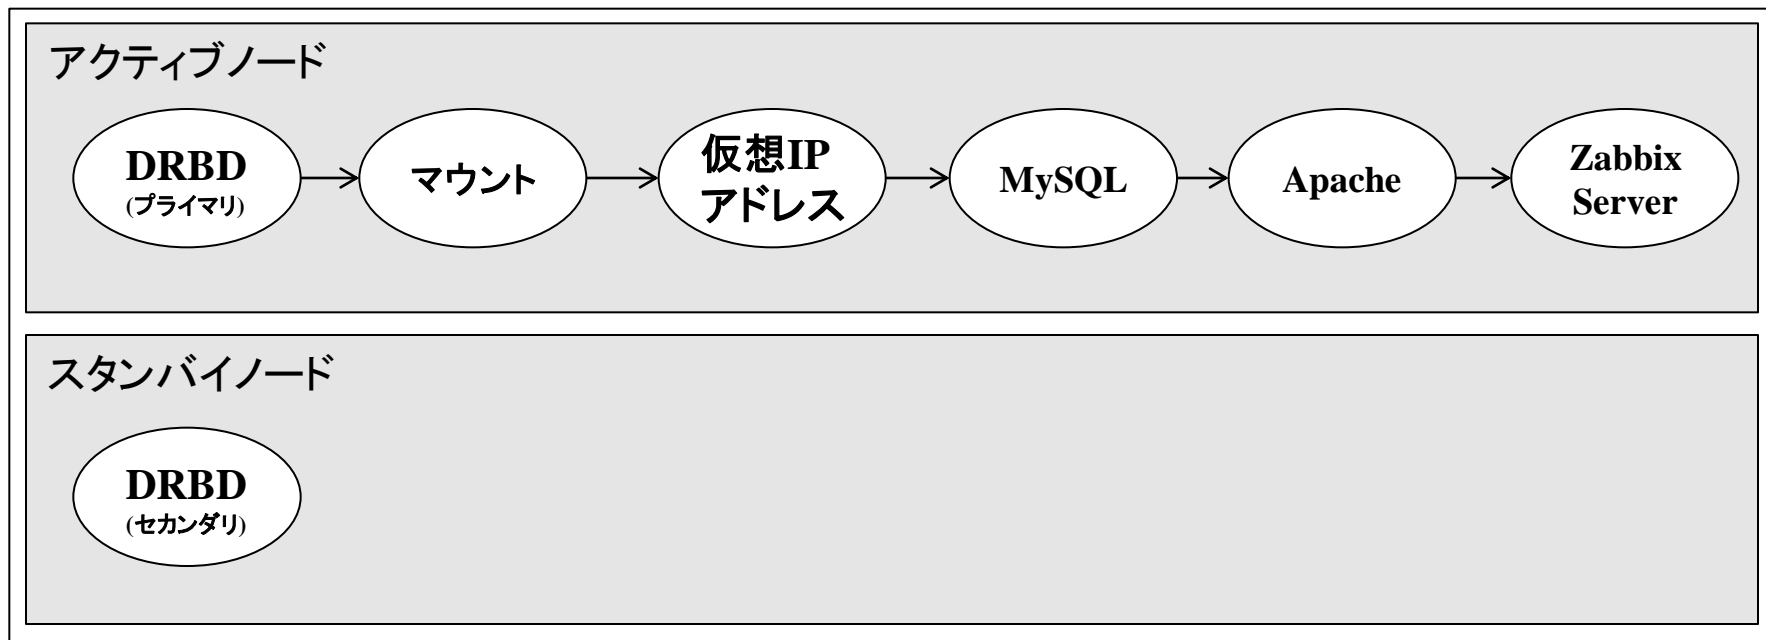 アクティブノード
DRBD
(プライマリ)
マウント
仮想IP
アドレス
MySQL
Apache
Zabbix
Server
スタンバイノード
DRBD
(セカンダリ)